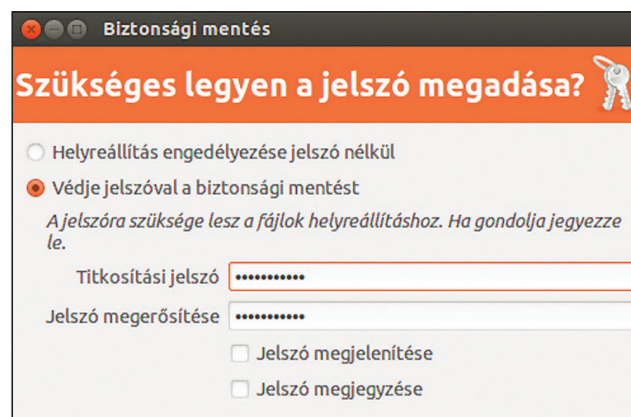 Biztonsági mentés
Szükséges legyen a jelszó megadása?
Helyreállítás engedélyezése jelszó nélkül
Védje jelszóval a biztonsági mentést
A jelszóra szüksége lesz a fájlok helyreállításhoz. Ha gondolja jegyezze
le.
Titkosítási jelszó •••••••••••
Jelszó megerősítése •••••••••••
Jelszó megjelenítése
Jelszó megjegyzése